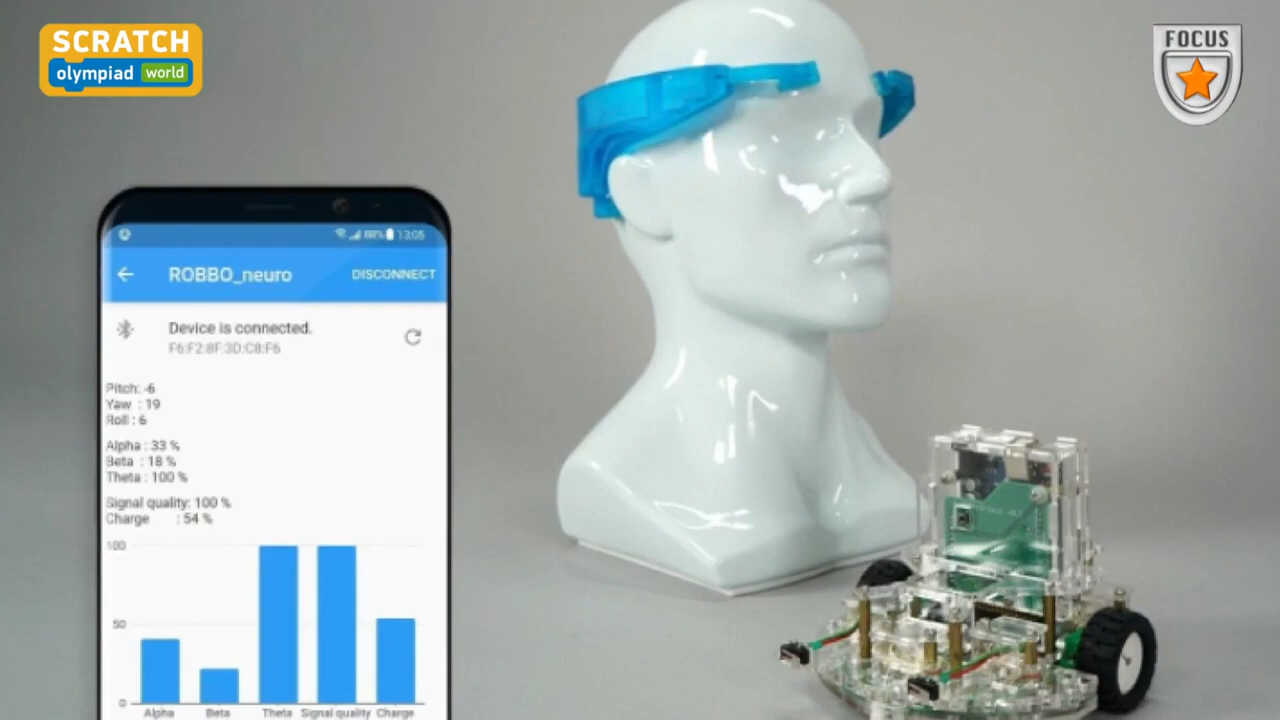 SCRATCH
olympiad world
FOCUS
13:05
ROBBO_neuro
DISCONNECT
Device is connected.
F6:F2:8F:3D:C8:F6
Pitch: -6
Yaw : 19
Roll : 6
Alpha : 33 %
Beta : 18 %
Theta : 100 %
Signal quality: 100 %
Charge : 54 %
100
50
0
Alpha Beta Theta Signal quality Charge